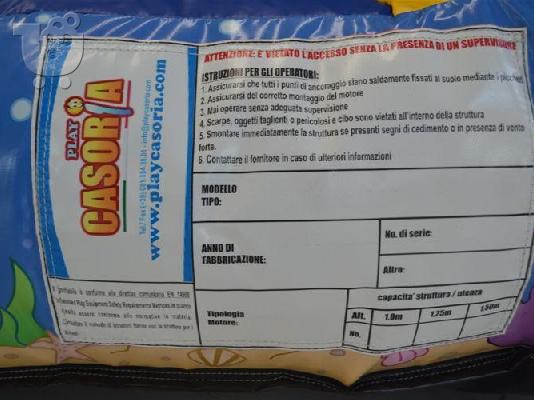 ATTENZIONE: E VIETATO L'ACCESSO SENZA LA PRESENZA DI UN SUPERVISORE
ISTRUZIONI PER GLI OPERATORI:
1. Assicurarsi che tutti i punti di ancoraggio siano saldamente fissati al suolo mediante i picchetti
2. Assicurarsi del corretto montaggio del motore
3. Mai operare senza adeguata supervisione
4. Scarpe, oggetti taglienti o pericolosi e cibo sono vietati all'interno della struttura
5. Smontare immediatamente la struttura se presenti segni di cedimento o in presenza di vento
forte.
6. Contattare il fornitore in caso di ulteriori informazioni
PLAY
CASORIA
www.playcasoria.com
MODELLO
TIPO:
ANNO DI
FABBRICAZIONE:
No. di serie:
Altro:
Tipologia
Motore:
capacita' struttura / utenza
Alt. 1.0m 1.25m 1.50m
No.